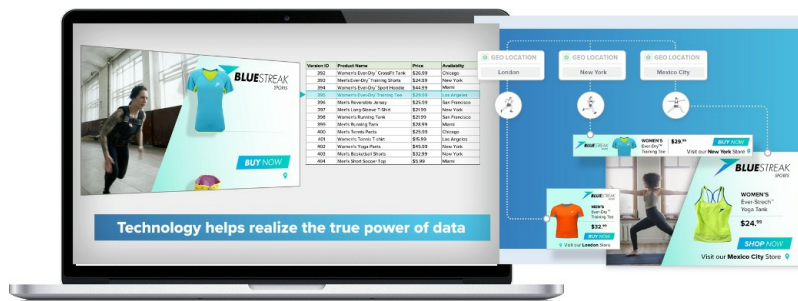 BLUESTREAK
SPORTS
BUY NOW
Version ID Product Name Price Availability
392 Women's Ever-Dry™ CrossFit Tank $26.99 Chicago
393 Men's Ever-Dry™ Training Shorts $24.99 New York
394 Women's Ever-Dry™ Sport Hoodie $44.99 Miami
395 Women's Ever-Dry™ Training Tee $29.99 Los Angeles
396 Men's Reversible Jersey $25.99 San Francisco
397 Men's Long Sleeve T-Shirt $21.99 New York
398 Women's Running Tank $21.99 San Francisco
399 Men's Running Tank $28.99 Miami
400 Men's Tennis Pants $25.99 Chicago
401 Women's Tennis T-shirt $16.99 Los Angeles
402 Women's Yoga Pants $45.99 New York
403 Men's Basketball Shorts $32.99 New York
404 Men's Short Soccer Top $5.99 Miami
Technology helps realize the true power of data
GEO LOCATION
London
GEO LOCATION
New York
GEO LOCATION
Mexico City
BLUESTREAK
SPORTS
WOMEN'S
Ever-Dry™
Training Tee
$29.99
BUY NOW
Visit our New York Store
BLUESTREAK
SPORTS
MEN'S
Ever-Dry™
Training Tee
$32.99
BUY NOW
Visit our London Store
BLUESTREAK
SPORTS
WOMEN'S
Ever-Strech™
Yoga Tank
$24.99
SHOP NOW
Visit our Mexico City Store